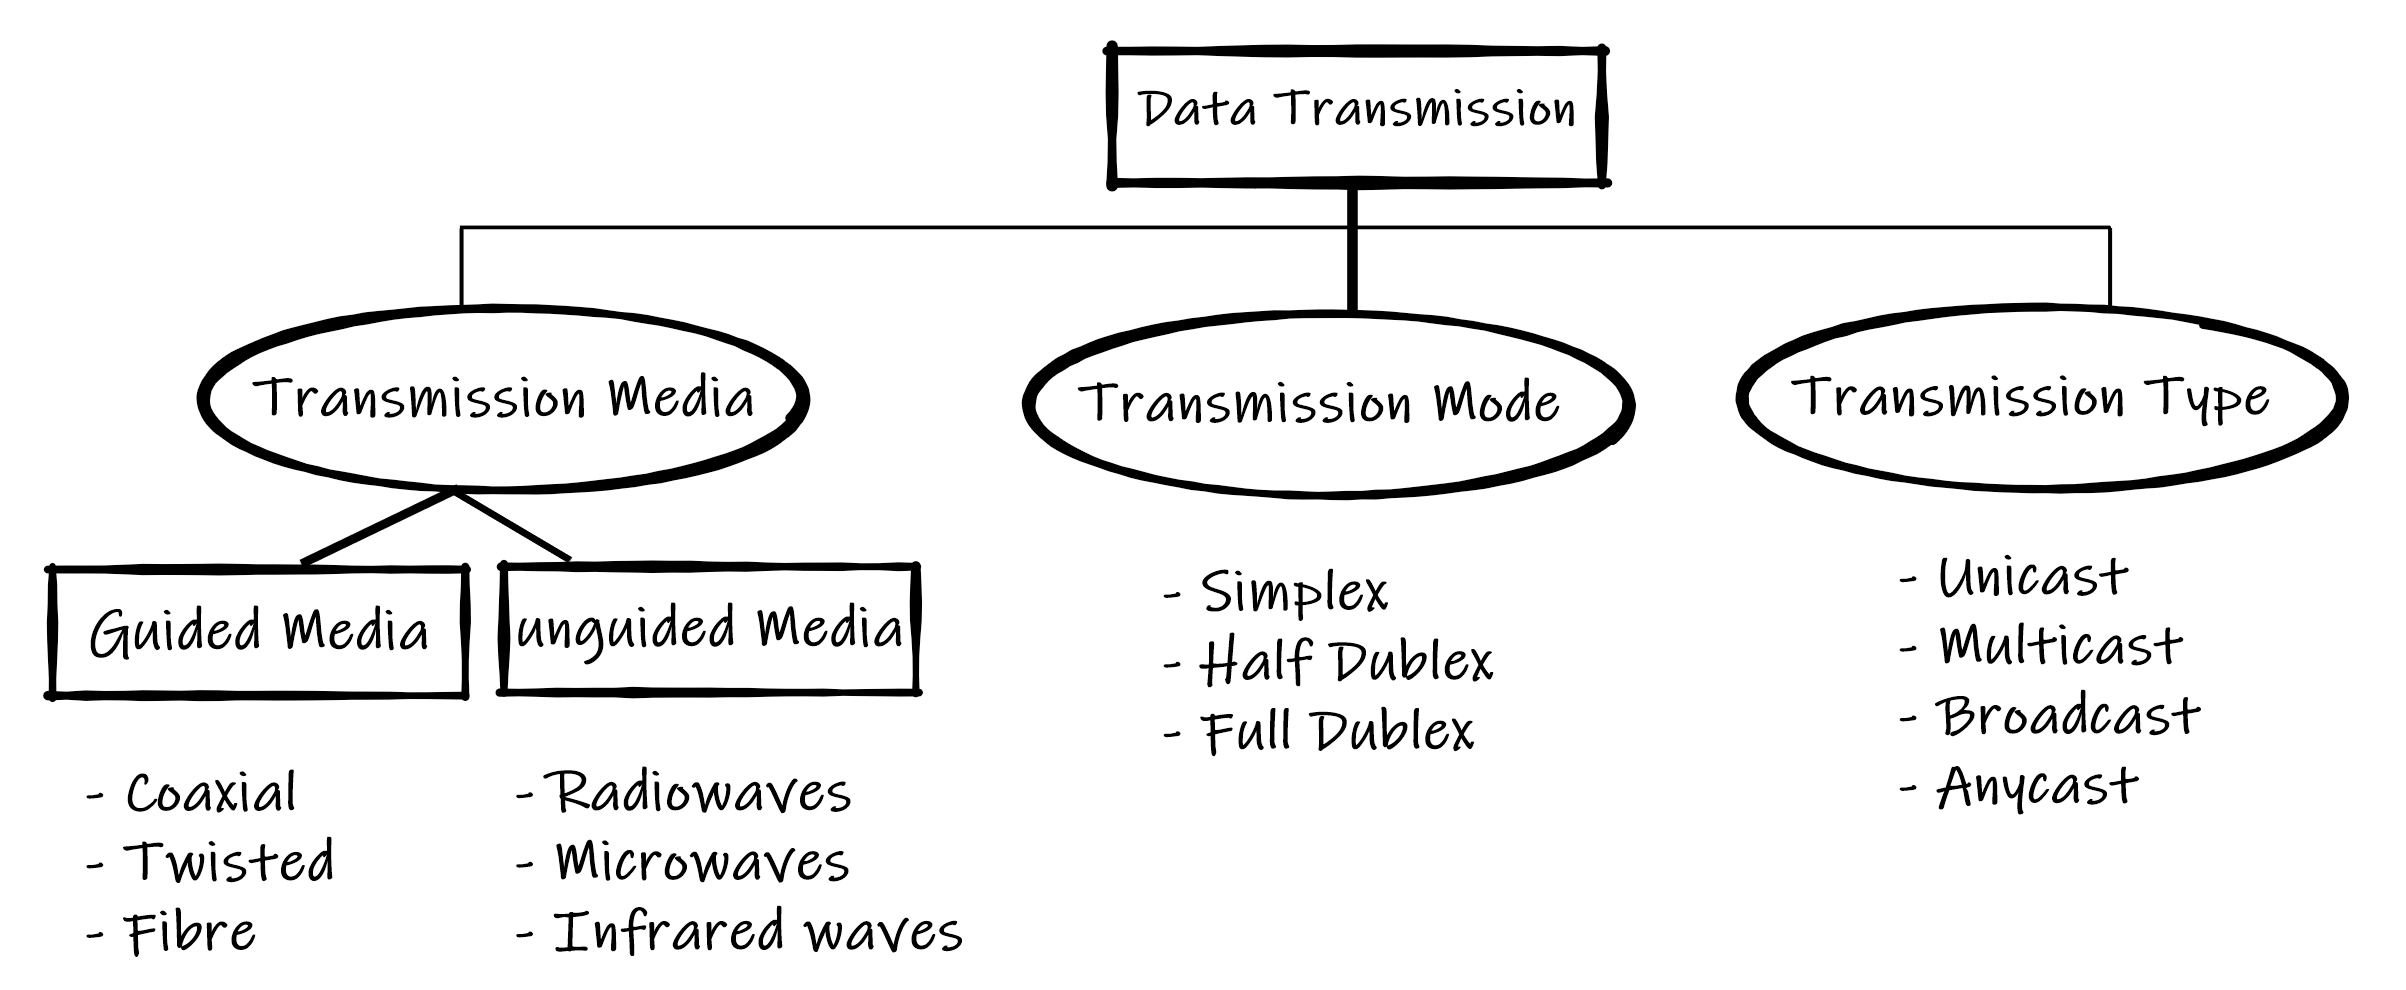 Data Transmission
Transmission Media
Transmission Mode
Transmission Type
Guided Media
unguided Media
- Coaxial
- Twisted
- Fibre
- Radiowaves
- Microwaves
- Infrared waves
- Simplex
- Half Dublex
- Full Dublex
- Unicast
- Multicast
- Broadcast
- Anycast